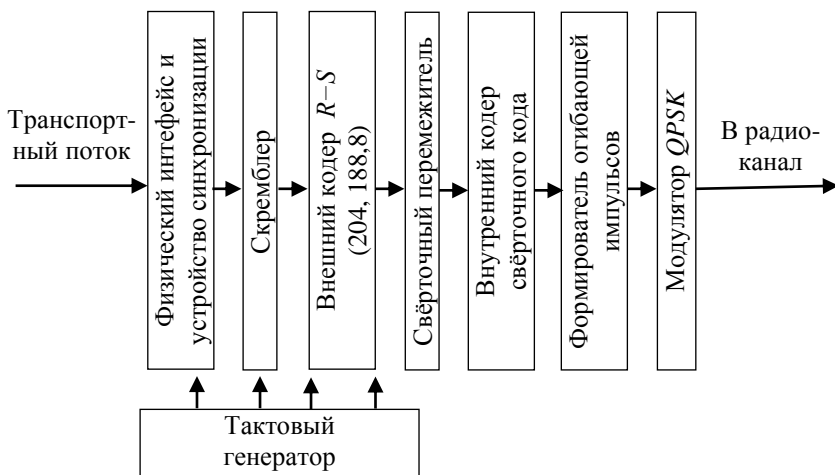 Транспорт-
ный поток
Физический интефейс и
устройство синхронизации
Скремблер
Внешний кодер R–S
(204, 188,8)
Свёрточный перемежитель
Внутренний кодер
свёрточного кода
Формирователь огибающей
импульсов
Модулятор QPSK
В радио-
канал
Тактовый
генератор